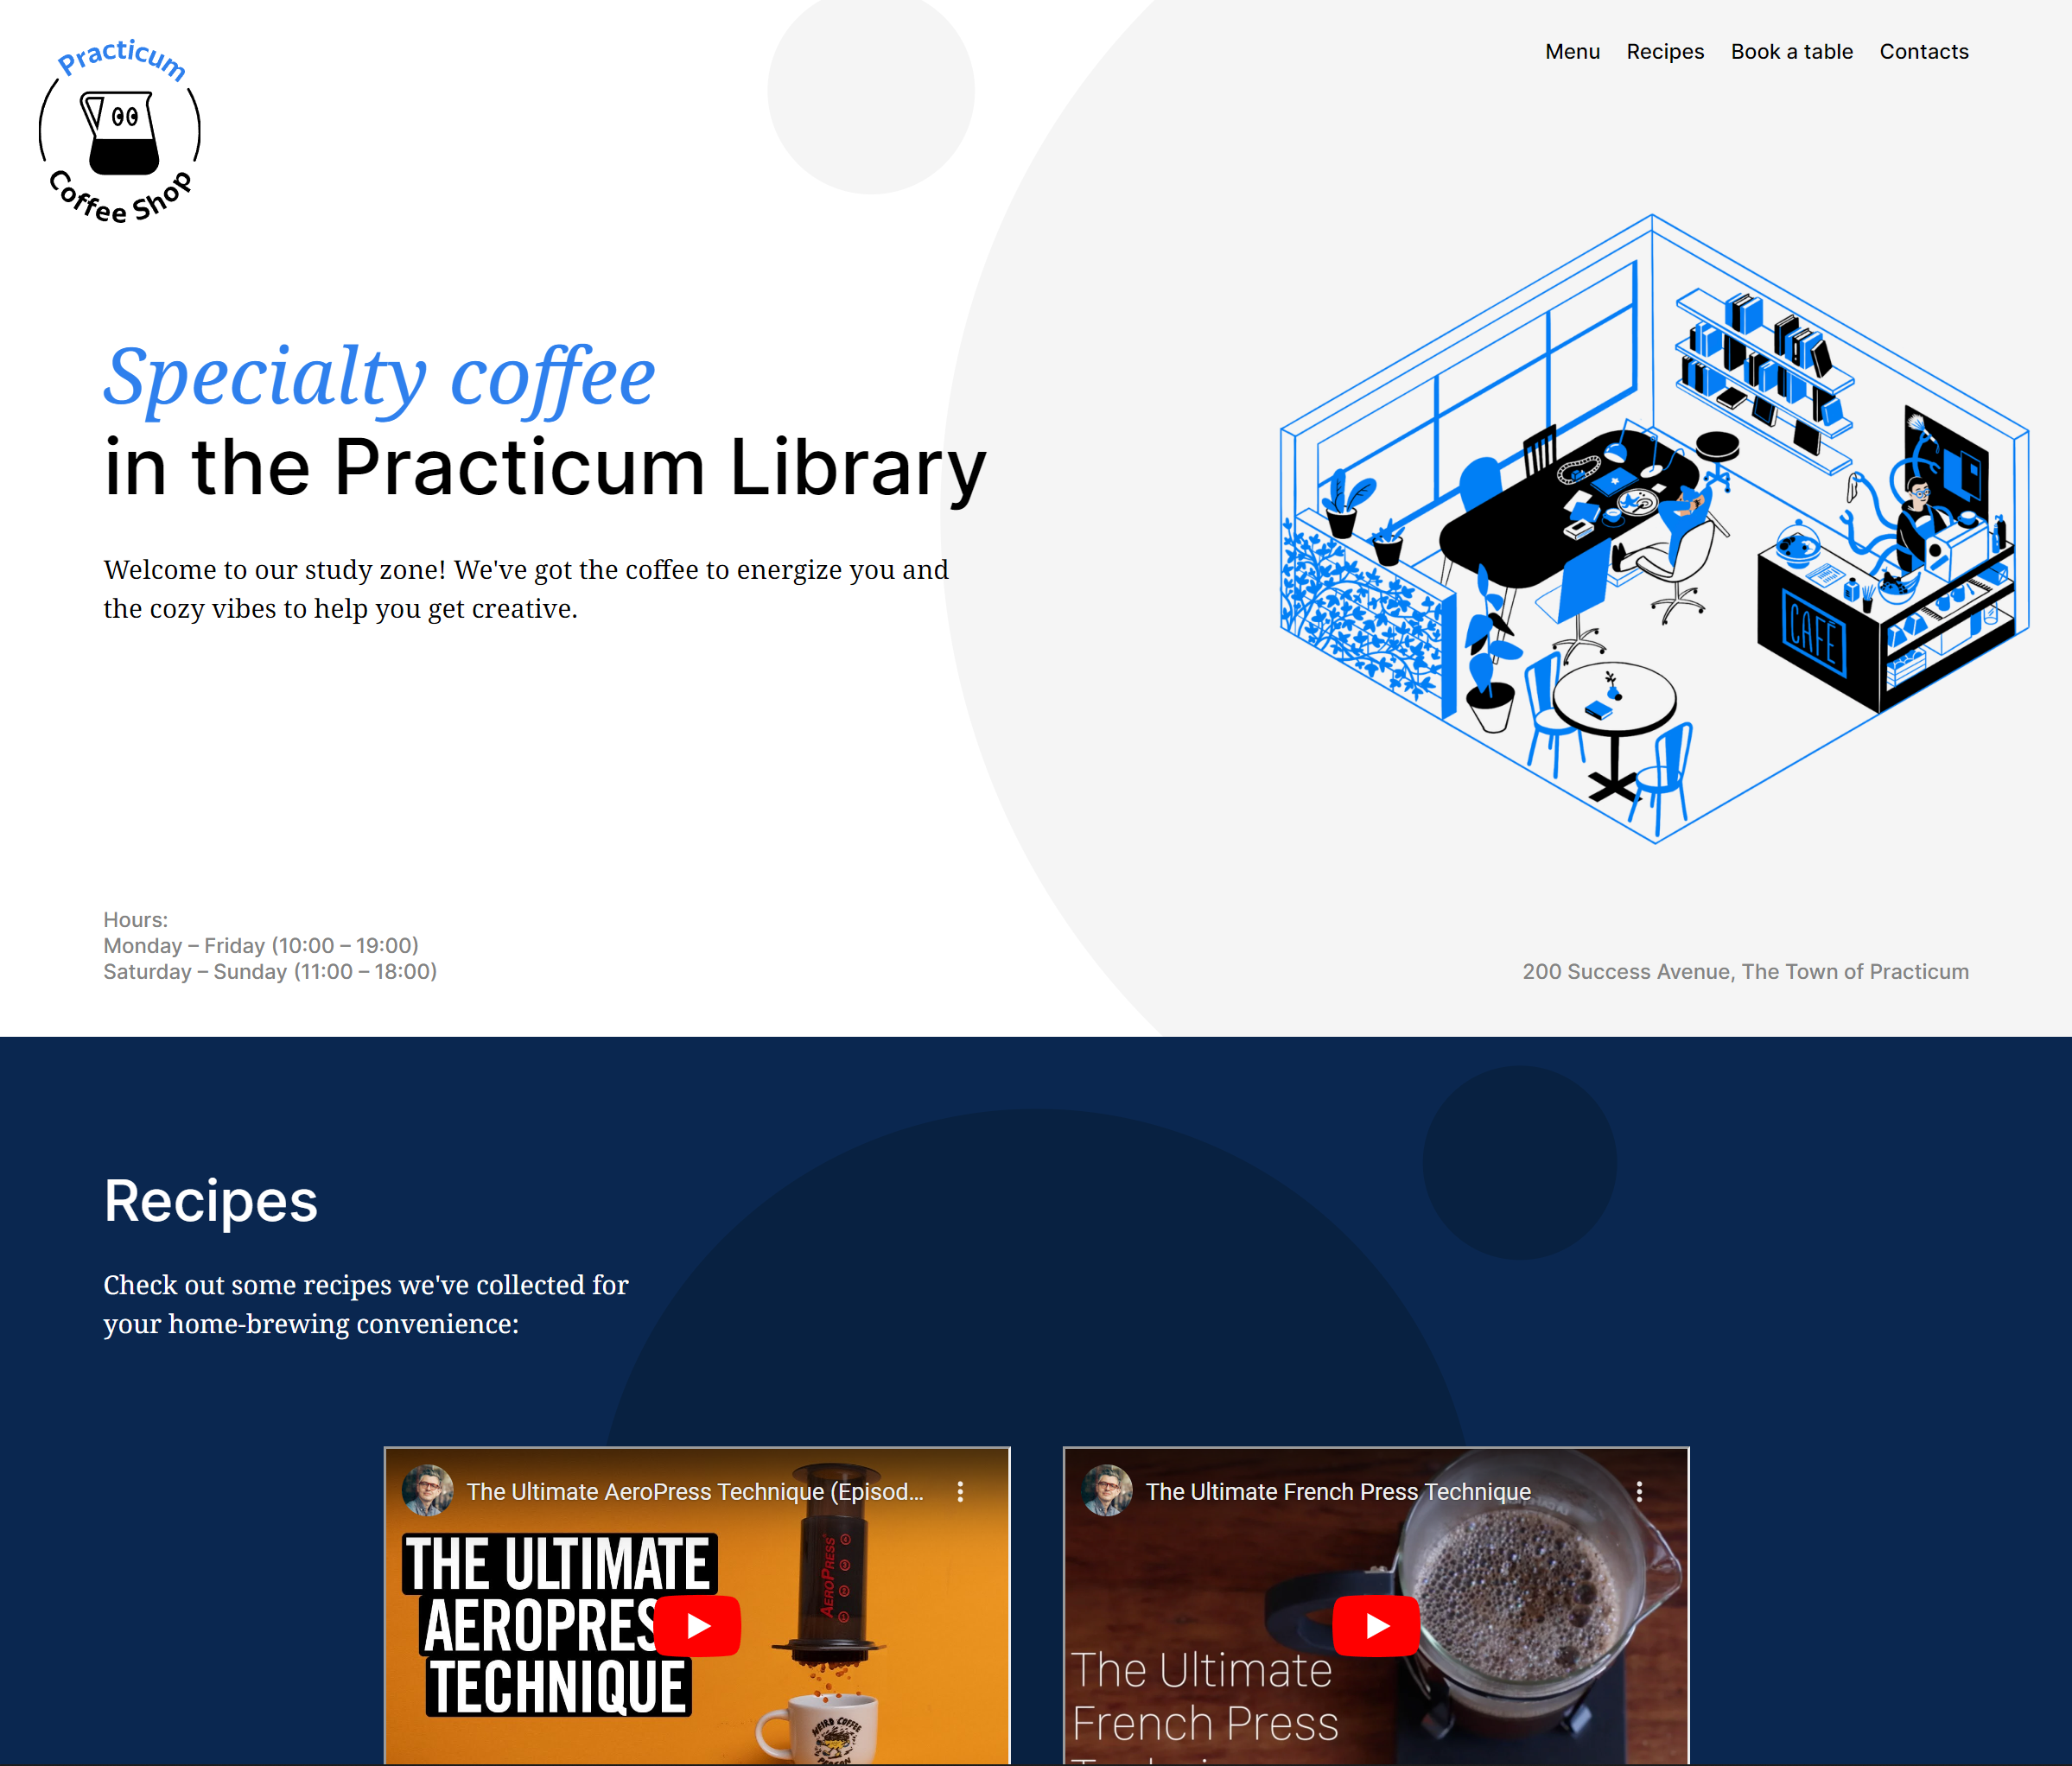 Practicum
Coffee Shop
Menu Recipes Book a table Contacts
Specialty coffee
in the Practicum Library
Welcome to our study zone! We've got the coffee to energize you and
the cozy vibes to help you get creative.
CAFÉ
Hours:
Monday – Friday (10:00 – 19:00)
Saturday – Sunday (11:00 – 18:00)
200 Success Avenue, The Town of Practicum
Recipes
Check out some recipes we've collected for
your home-brewing convenience:
The Ultimate AeroPress Technique (Episod...
THE ULTIMATE
AEROPRES
TECHNIQUE
AEROPRESS
WEIRD COFFEE
PERSON
The Ultimate French Press Technique
The Ultimate
French Press